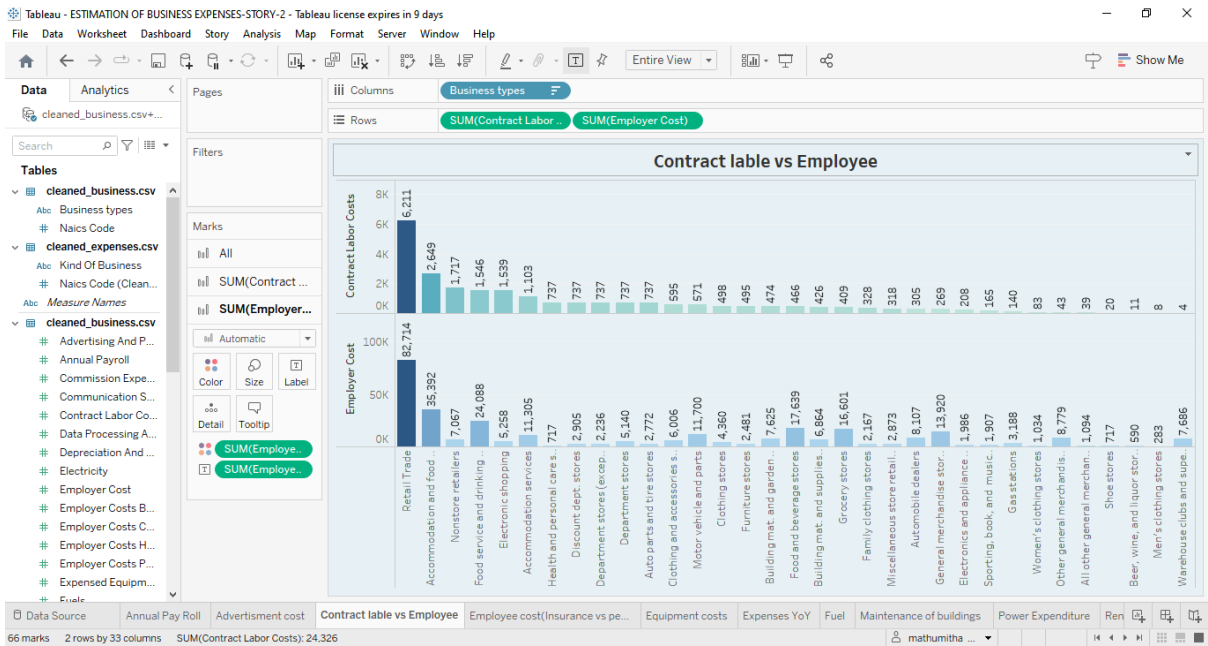 Tableau - ESTIMATION OF BUSINESS EXPENSES-STORY-2 - Tableau license expires in 9 days
File Data Worksheet Dashboard Story Analysis Map Format Server Window Help
Entire View
Show Me
Data Analytics
cleaned_business.csv+...
Search
Tables
cleaned_business.csv
Abc Business types
# Naics Code
cleaned_expenses.csv
Abc Kind Of Business
# Naics Code (Clean...
Abc Measure Names
cleaned_business.csv
# Advertising And P...
# Annual Payroll
# Commission Expe...
# Communication S...
# Contract Labor Co...
# Data Processing A...
# Depreciation And ...
# Electricity
# Employer Cost
# Employer Costs B...
# Employer Costs C...
# Employer Costs H...
# Employer Costs P...
# Expensed Equipm...
# Fuels
Pages
Filters
Marks
All
SUM(Contract ...
SUM(Employer...
Automatic
Color Size Label
Detail Tooltip
SUM(Employe..
SUM(Employe..
Columns Business types
Rows SUM(Contract Labor .. SUM(Employer Cost)
Contract lable vs Employee
Contract Labor Costs
8K
6K
4K
2K
0K
6,211 2,649 1,717 1,546 1,539 1,103 737 737 737 737 737 595 571 498 495 474 466 426 409 328 318 305 269 208 165 140 83 43 39 20 11 8 4
Employer Cost
100K
50K
0K
82,714 35,392 7,067 24,088 5,258 11,305 717 2,905 2,236 5,140 2,772 6,006 11,700 4,360 2,481 7,625 17,639 6,864 16,601 2,167 2,873 8,107 13,920 1,986 1,907 3,188 1,034 8,779 1,094 717 590 283 7,686
Retail Trade
Accommodation and food ..
Nonstore retailers
Food service and drinking ..
Electronic shopping
Accommodation services
Health and personal care s..
Discount dept. stores
Department stores (excep..
Department stores
Auto parts and tire stores
Clothing and accessories s..
Motor vehicle and parts
Clothing stores
Furniture stores
Building mat. and garden..
Food and beverage stores
Building mat. and supplies..
Grocery stores
Family clothing stores
Miscellaneous store retail..
Automobile dealers
General merchandise stor..
Electronics and appliance ..
Sporting, book, and music..
Gas stations
Women's clothing stores
Other general merchandis..
All other general merchan..
Shoe stores
Beer, wine, and liquor stor..
Men's clothing stores
Warehouse clubs and supe..
Data Source Annual Pay Roll Advertisment cost Contract lable vs Employee Employee cost(Insurance vs pe... Equipment costs Expenses YoY Fuel Maintenance of buildings Power Expenditure Ren
66 marks 2 rows by 33 columns SUM(Contract Labor Costs): 24,326 mathumitha ...